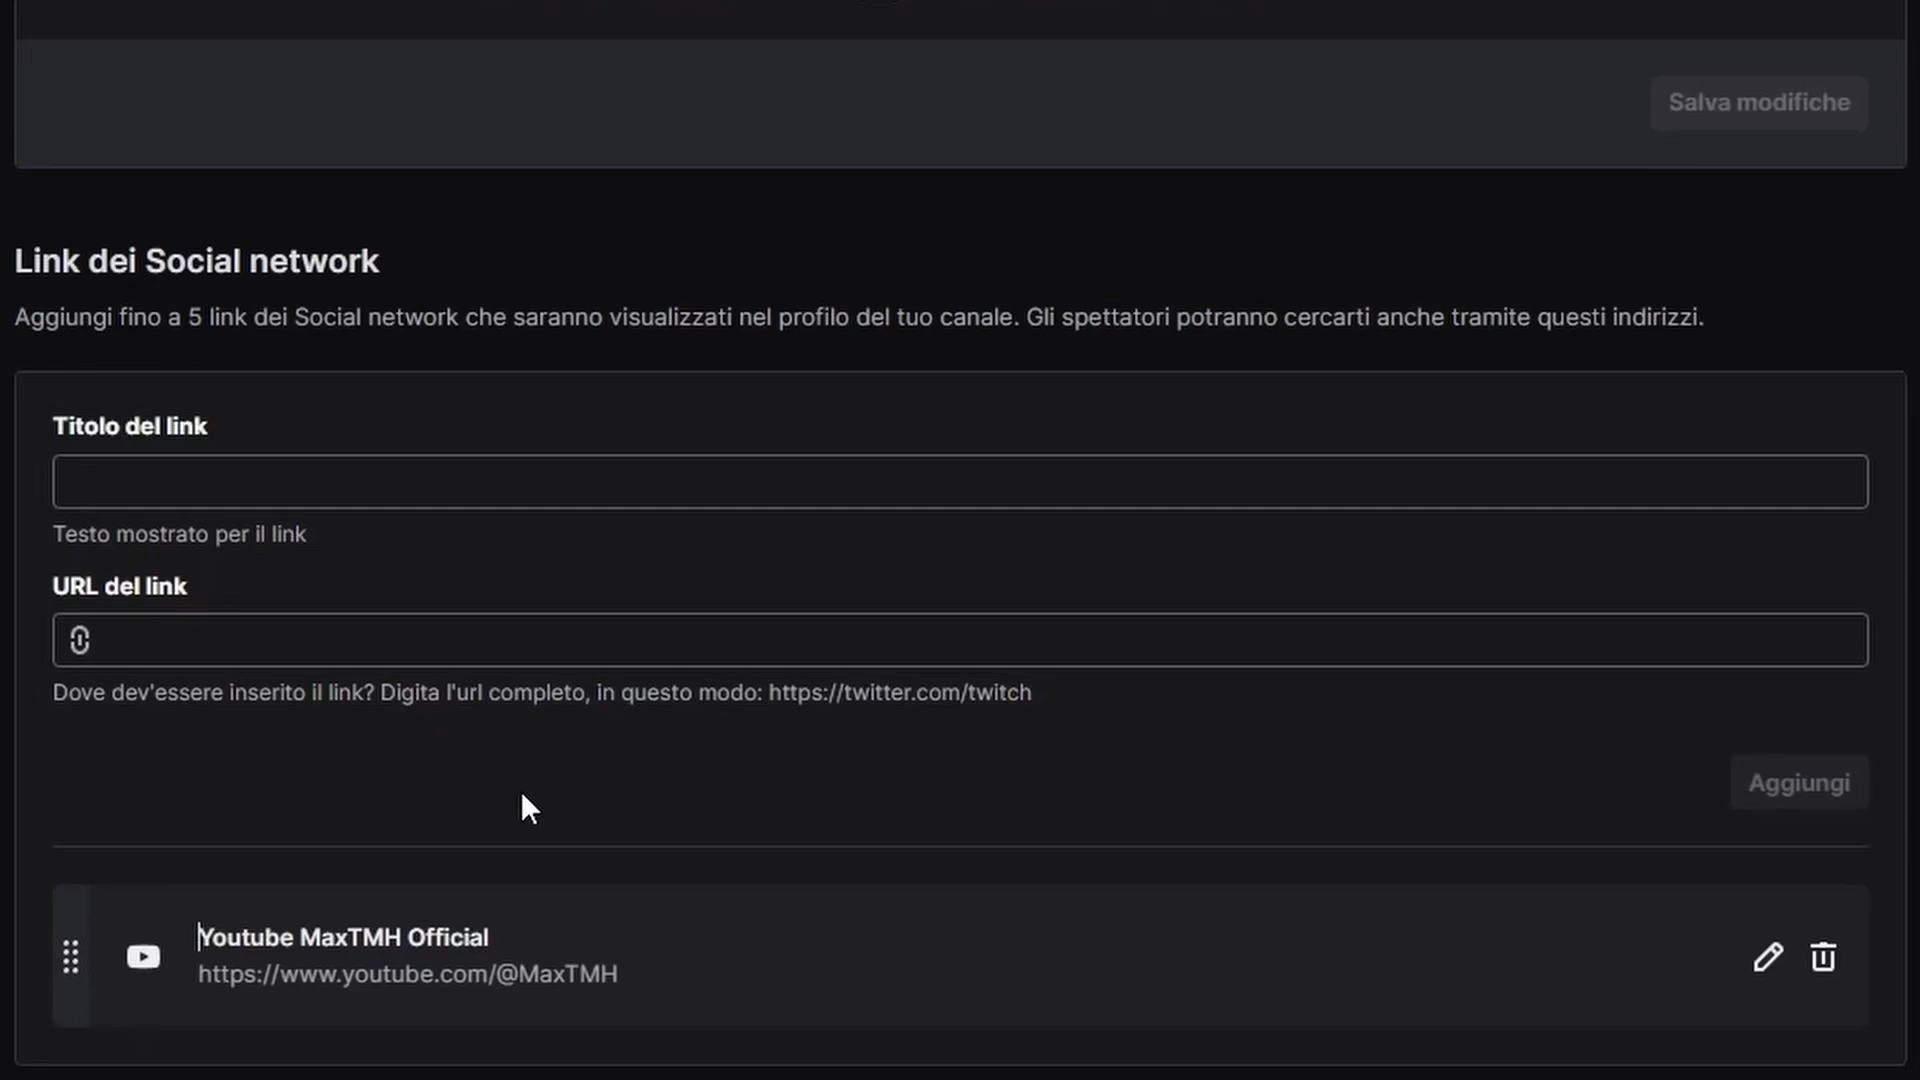 Salva modifiche
Link dei Social network
Aggiungi fino a 5 link dei Social network che saranno visualizzati nel profilo del tuo canale. Gli spettatori potranno cercarti anche tramite questi indirizzi.
Titolo del link
Testo mostrato per il link
URL del link
Dove dev'essere inserito il link? Digita l'url completo, in questo modo: https://twitter.com/twitch
Aggiungi
Youtube MaxTMH Official
https://www.youtube.com/@MaxTMH